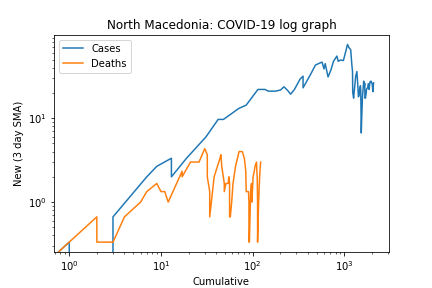 North Macedonia: COVID-19 log graph
Cases
Deaths
New (3 day SMA)
10¹
10⁰
10⁰ 10¹ 10² 10³
Cumulative